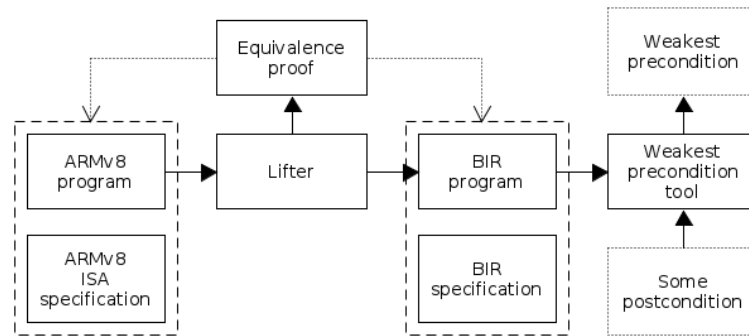 Equivalence
proof
Weakest
precondition
ARMv8
program
Lifter
BIR
program
Weakest
precondition
tool
ARMv8
ISA
specification
BIR
specification
Some
postcondition